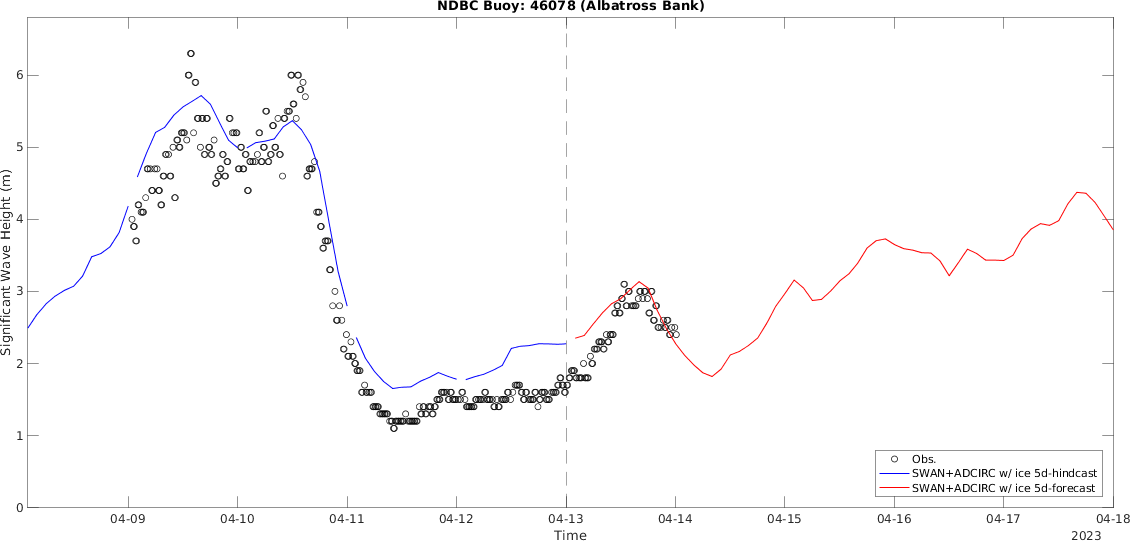 NDBC Buoy: 46078 (Albatross Bank)
Significant Wave Height (m)
6
5
4
3
2
1
0
Obs.
SWAN+ADCIRC w/ ice 5d-hindcast
SWAN+ADCIRC w/ ice 5d-forecast
04-09 04-10 04-11 04-12 04-13 04-14 04-15 04-16 04-17 04-18
Time
2023